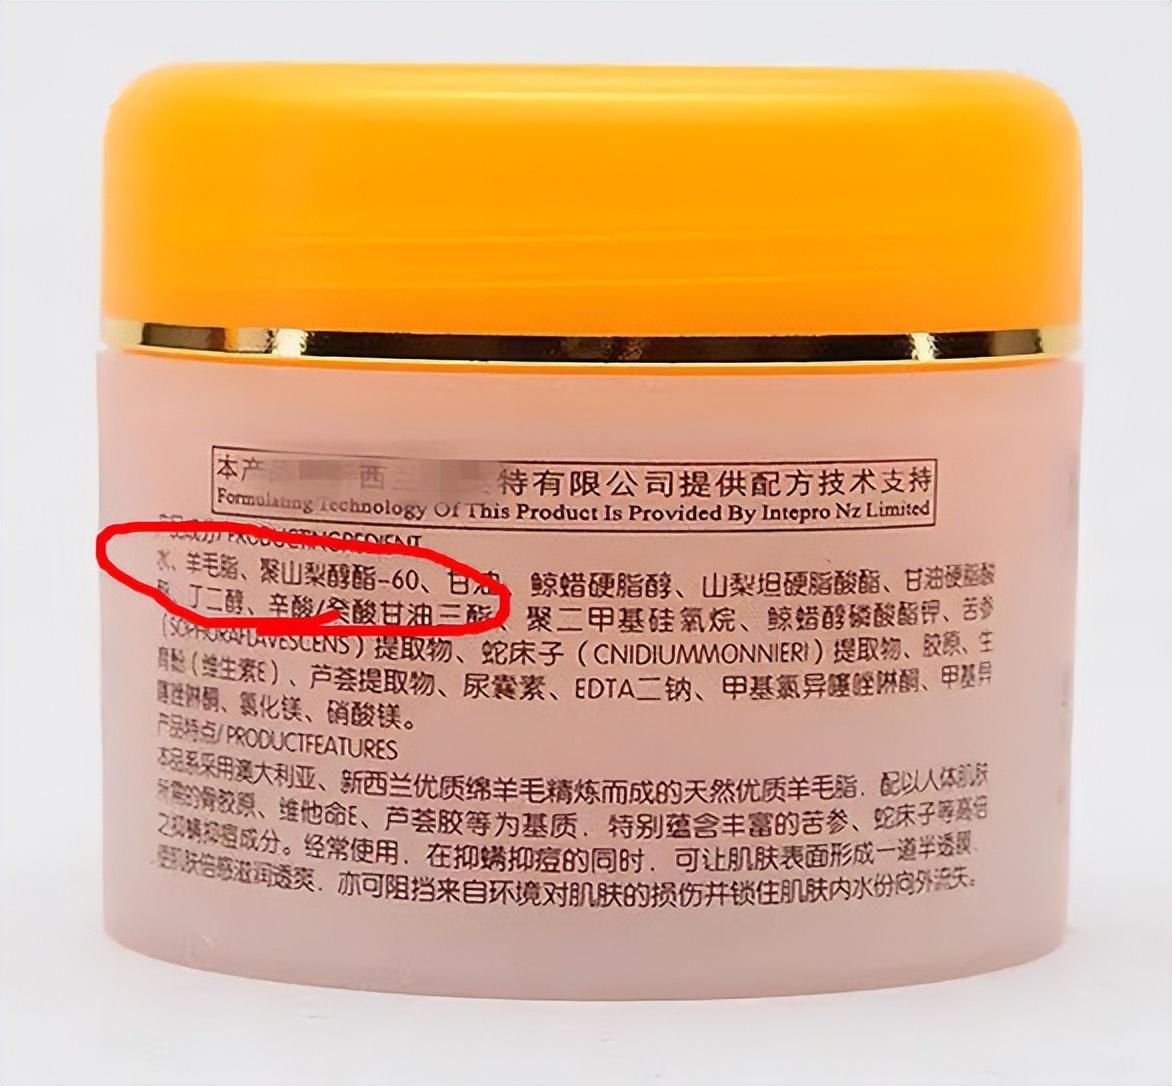 本产 西兰 特有限公司提供配方技术支持
Formulating Technology Of This Product Is Provided By Intepro Nz Limited
产品成分/PRODUCTINGREDIENT
水、羊毛脂、聚山梨醇酯-60、甘油、鲸蜡硬脂醇、山梨坦硬脂酸酯、甘油硬脂酸
酯、丁二醇、辛酸/癸酸甘油三酯、聚二甲基硅氧烷、鲸蜡醇磷酸酯钾、苦参
(SOPHORAFLAVESCENS)提取物、蛇床子(CNIDIUMMONNIERI)提取物、胶原、生
育酚(维生素E)、芦荟提取物、尿囊素、EDTA二钠、甲基氯异噻唑啉酮、甲基异
噻唑啉酮、氯化镁、硝酸镁。
产品特点/PRODUCTFEATURES
本品系采用澳大利亚、新西兰优质绵羊毛精炼而成的天然优质羊毛脂,配以人体肌肤
所需的骨胶原、维他命E、芦荟胶等为基质,特别蕴含丰富的苦参、蛇床子等高倍
之抑螨抑痘成分。经常使用,在抑螨抑痘的同时,可让肌肤表面形成一道半透膜,
使肌肤倍感滋润透爽,亦可阻挡来自环境对肌肤的损伤并锁住肌肤内水份向外流失。